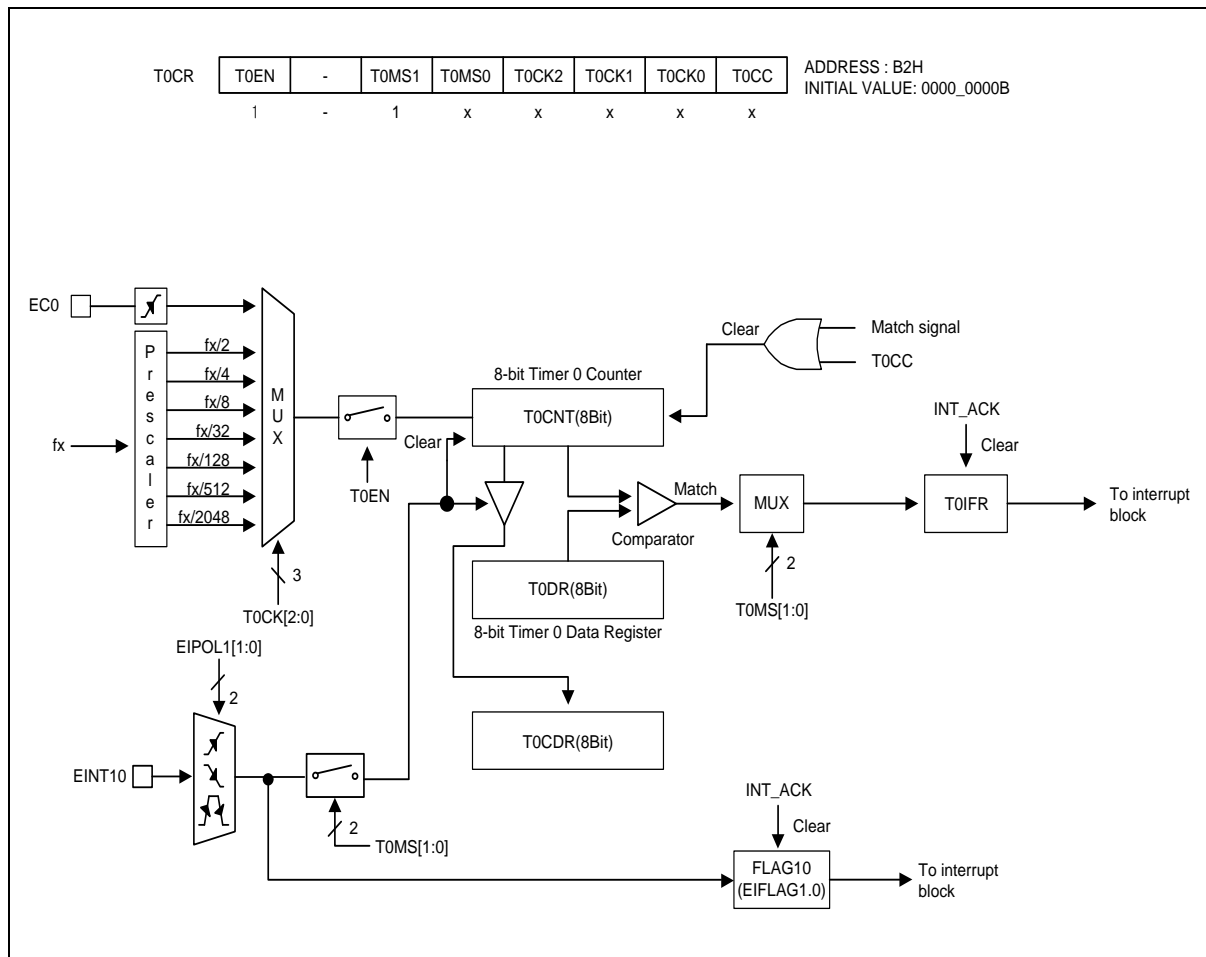 T0CR T0EN - T0MS1 T0MS0 T0CK2 T0CK1 T0CK0 T0CC
ADDRESS : B2H
INITIAL VALUE: 0000_0000B
1 - 1 x x x x x
EC0
Prescaler
fx
fx/2
fx/4
fx/8
fx/32
fx/128
fx/512
fx/2048
MUX
3
T0CK[2:0]
T0EN
Clear
8-bit Timer 0 Counter
T0CNT(8Bit)
Clear
Match signal
T0CC
Match
Comparator
T0DR(8Bit)
8-bit Timer 0 Data Register
T0CDR(8Bit)
MUX
2
T0MS[1:0]
INT_ACK
Clear
T0IFR
To interrupt
block
EIPOL1[1:0]
2
EINT10
2
T0MS[1:0]
INT_ACK
Clear
FLAG10
(EIFLAG1.0)
To interrupt
block